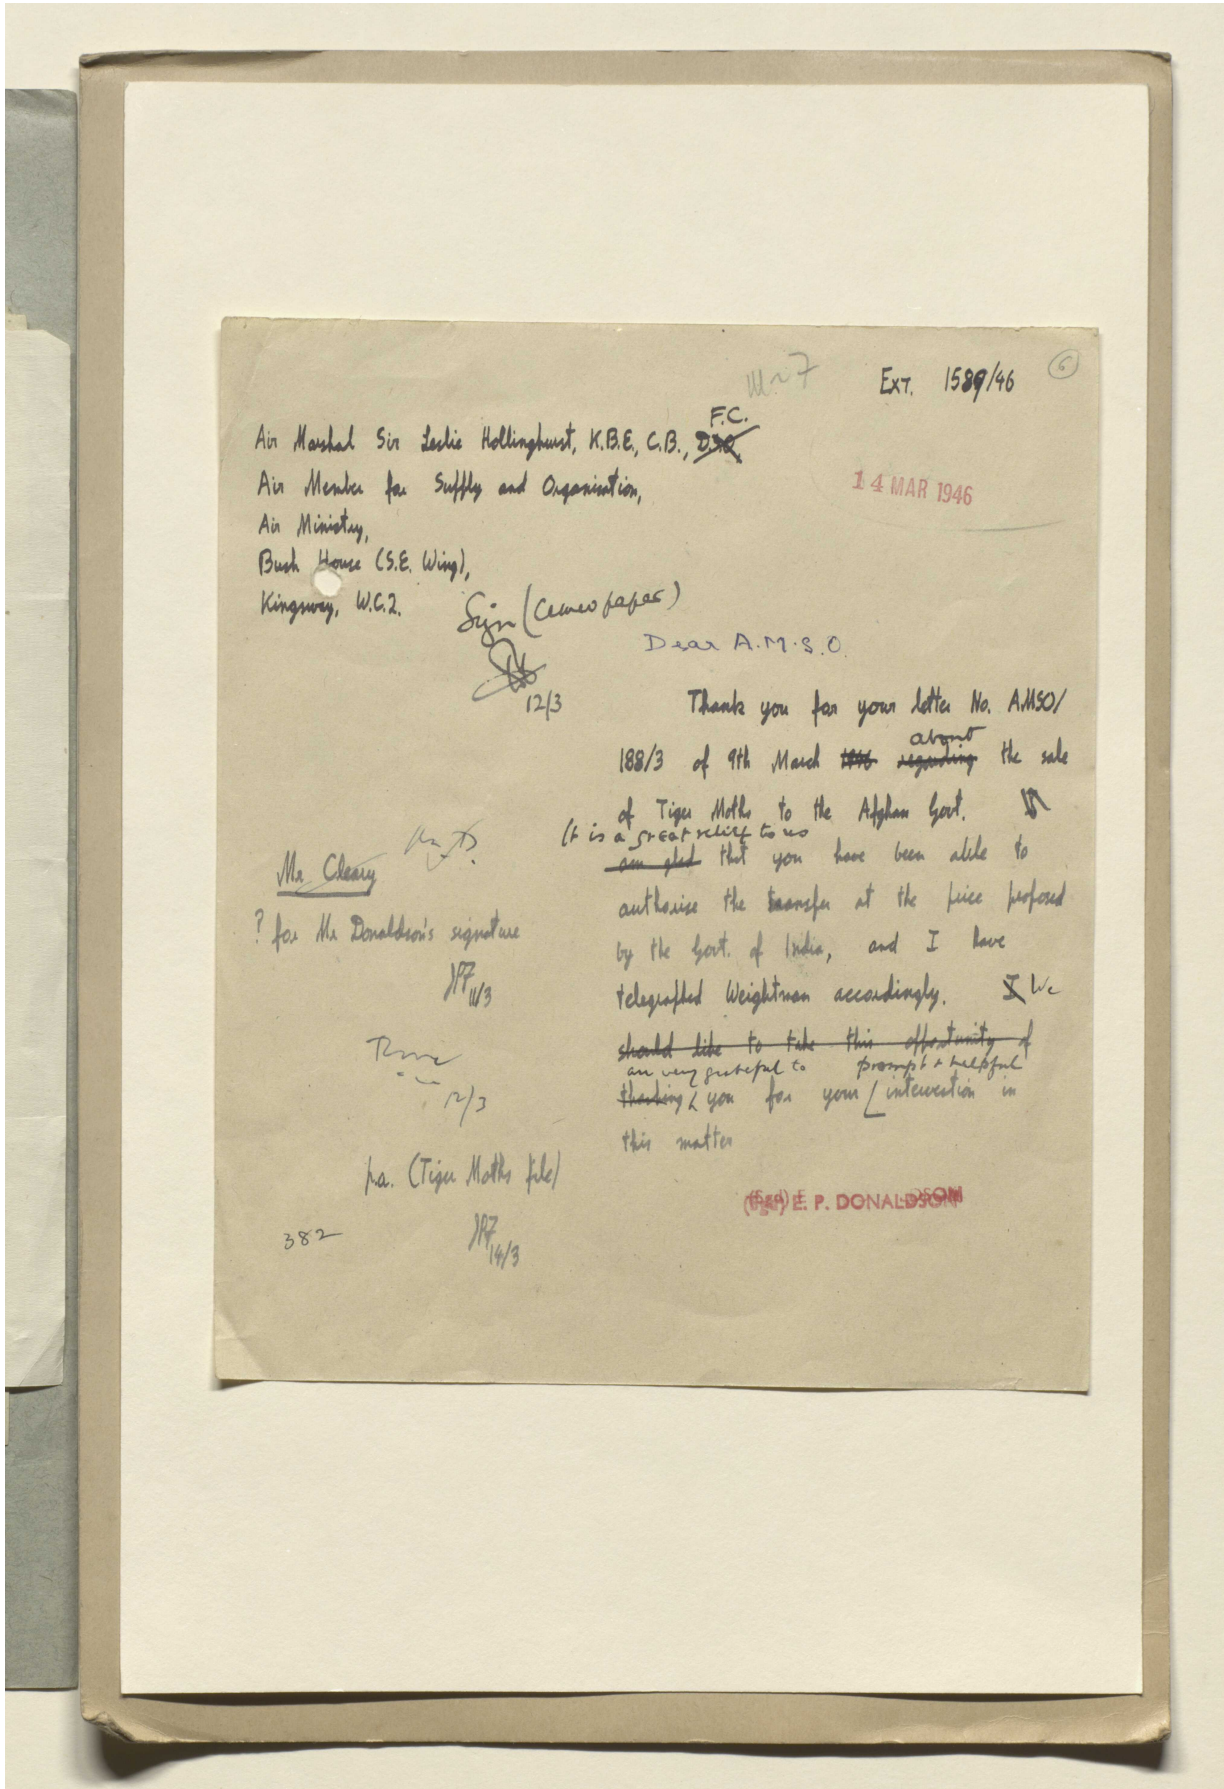 6
EXT. 1589/46
F.C.
Air Marshal Sir Leslie Hollinghurst, K.B.E., C.B., D.S.O.
Air Member for Supply and Organisation,
14 MAR 1946
Air Ministry,
Bush House (S.E. Wing),
Kingsway, W.C.2.
Sign (Cameo paper)
Dear A.M.S.O.
12/3
Thank you for your letter No. AMSO/
about
188/3 of 9th March 1946 regarding the sale
of Tiger Moths to the Afghan Govt. I
It is a great relief to us
am glad that you have been able to
Mr Cleary
authorise the transfer at the price proposed
? for Mr Donaldson's signature
by the Govt. of India, and I have
JPF
11/3
telegraphed Weightman accordingly. I We
should like to take this opportunity of
are very grateful to prompt & helpful
thanking you for your intervention in
12/3
this matter
p.a. (Tiger Moths file)
(Sgd) E. P. DONALDSON
382
JPF
14/3